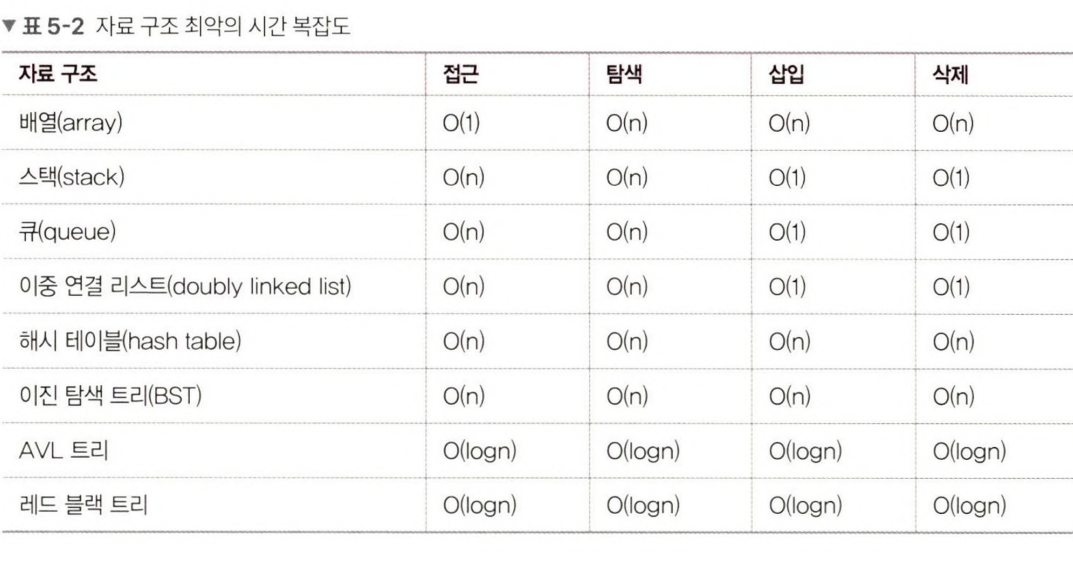 ▼ 표 5-2 자료 구조 최악의 시간 복잡도
자료 구조 접근 탐색 삽입 삭제
배열(array) O(1) O(n) O(n) O(n)
스택(stack) O(n) O(n) O(1) O(1)
큐(queue) O(n) O(n) O(1) O(1)
이중 연결 리스트(doubly linked list) O(n) O(n) O(1) O(1)
해시 테이블(hash table) O(n) O(n) O(n) O(n)
이진 탐색 트리(BST) O(n) O(n) O(n) O(n)
AVL 트리 O(logn) O(logn) O(logn) O(logn)
레드 블랙 트리 O(logn) O(logn) O(logn) O(logn)